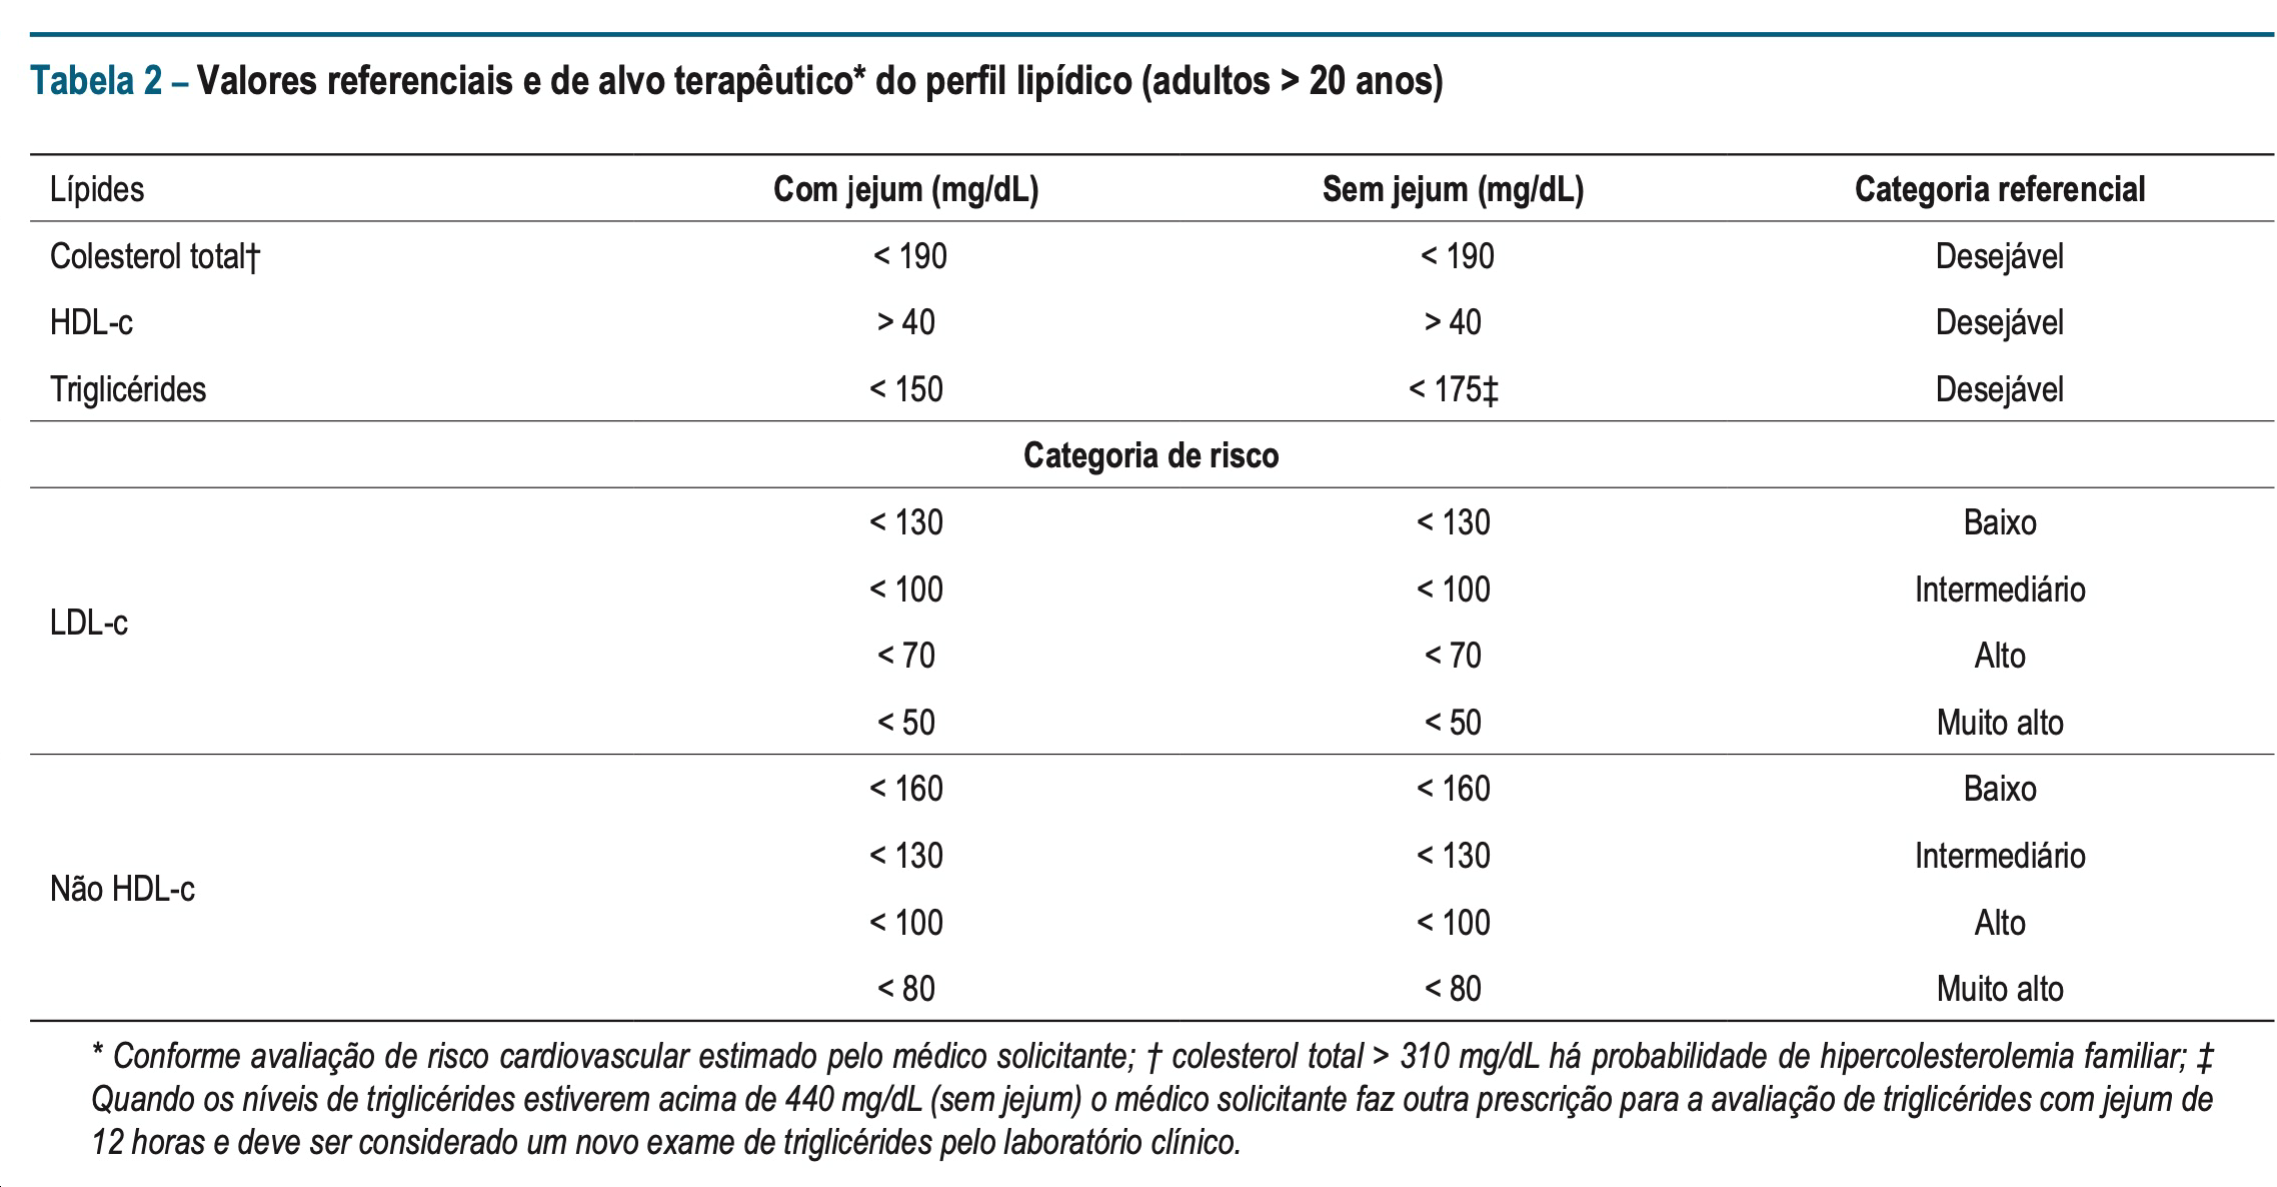 Tabela 2 – Valores referenciais e de alvo terapêutico* do perfil lipídico (adultos > 20 anos)
Lípides Com jejum (mg/dL) Sem jejum (mg/dL) Categoria referencial
Colesterol total† < 190 < 190 Desejável
HDL-c > 40 > 40 Desejável
Triglicérides < 150 < 175‡ Desejável
Categoria de risco
< 130 < 130 Baixo
< 100 < 100 Intermediário
LDL-c
< 70 < 70 Alto
< 50 < 50 Muito alto
< 160 < 160 Baixo
< 130 < 130 Intermediário
Não HDL-c
< 100 < 100 Alto
< 80 < 80 Muito alto
* Conforme avaliação de risco cardiovascular estimado pelo médico solicitante; † colesterol total > 310 mg/dL há probabilidade de hipercolesterolemia familiar; ‡
Quando os níveis de triglicérides estiverem acima de 440 mg/dL (sem jejum) o médico solicitante faz outra prescrição para a avaliação de triglicérides com jejum de
12 horas e deve ser considerado um novo exame de triglicérides pelo laboratório clínico.